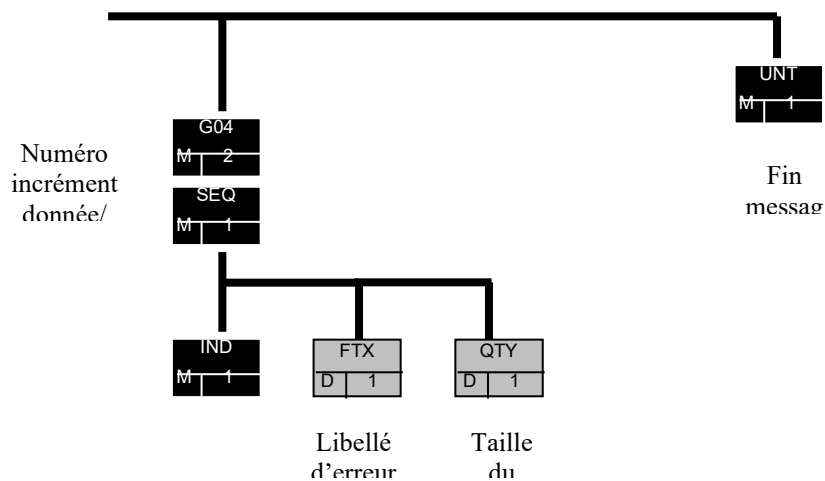 UNT
M 1
G04
M 2
SEQ
M 1
Numéro
incrément
donnée/
Fin
messag
IND
M 1
FTX
D 1
QTY
D 1
Libellé
d’erreur
Taille
du